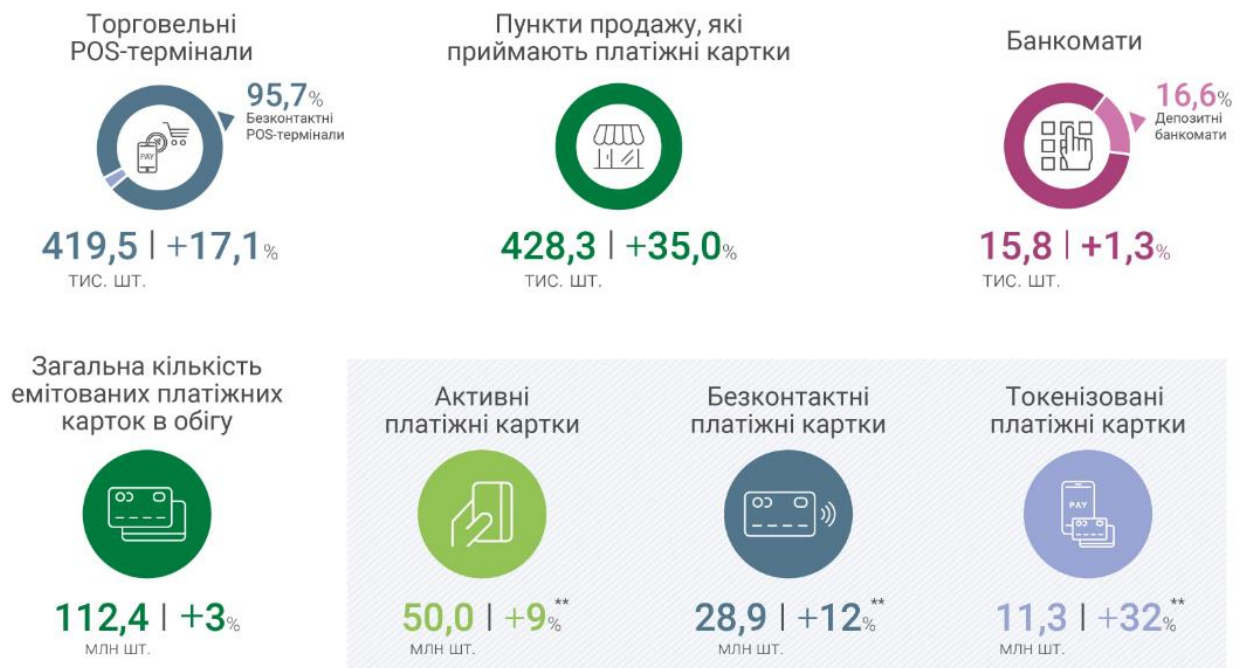 Торговельні
POS-термінали
95,7%
Безконтактні
POS-термінали
PAY
419,5 | +17,1%
тис. шт.
Пункти продажу, які
приймають платіжні картки
428,3 | +35,0%
тис. шт.
Банкомати
16,6%
Депозитні
банкомати
15,8 | +1,3%
тис. шт.
Загальна кількість
емітованих платіжних
карток в обігу
112,4 | +3%
млн шт.
Активні
платіжні картки
50,0 | +9%**
млн шт.
Безконтактні
платіжні картки
28,9 | +12%**
млн шт.
Токенізовані
платіжні картки
PAY
11,3 | +32%**
млн шт.